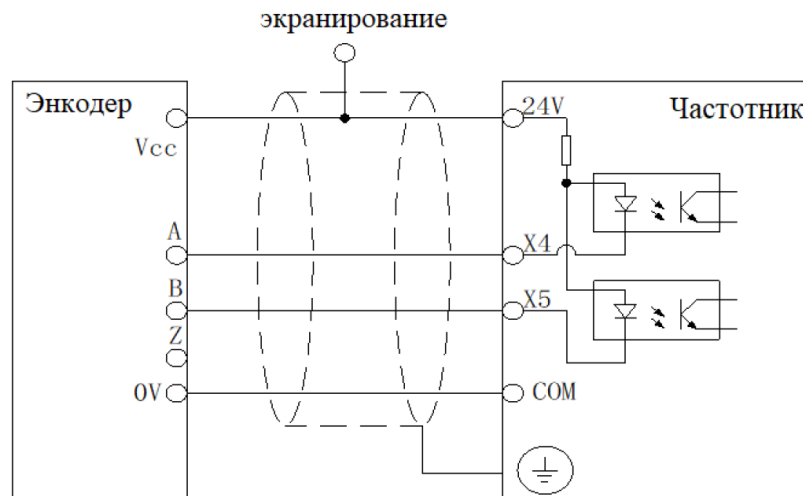 экранирование
Энкодер
24V
Частотник
Vcc
A
X4
B
X5
Z
0V
COM